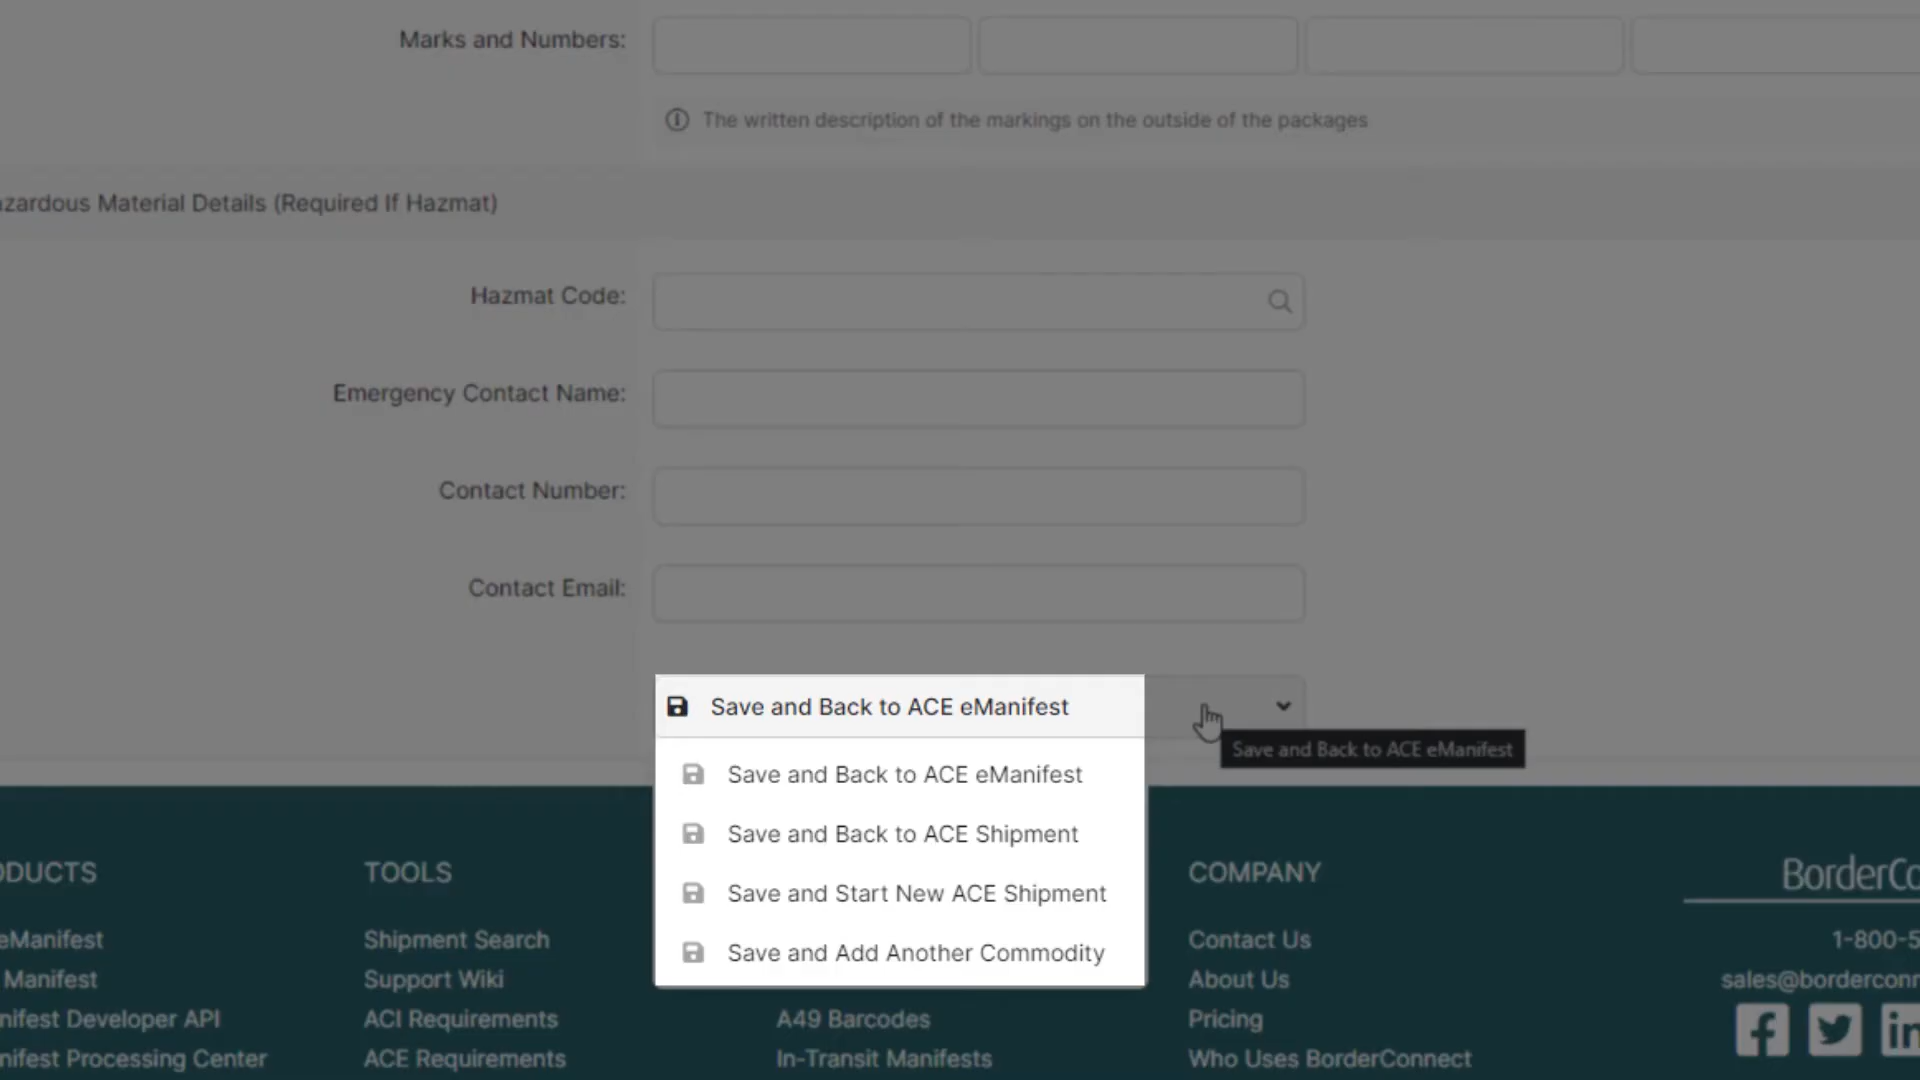 Marks and Numbers:
The written description of the markings on the outside of the packages
zardous Material Details (Required If Hazmat)
Hazmat Code:
Emergency Contact Name:
Contact Number:
Contact Email:
Save and Back to ACE eManifest
Save and Back to ACE eManifest
Save and Back to ACE eManifest
Save and Back to ACE Shipment
Save and Start New ACE Shipment
Save and Add Another Commodity
ODUCTS
eManifest
Manifest
nifest Developer API
nifest Processing Center
TOOLS
Shipment Search
Support Wiki
ACI Requirements
ACE Requirements
A49 Barcodes
In-Transit Manifests
COMPANY
Contact Us
About Us
Pricing
Who Uses BorderConnect
BorderCo
1-800-5
sales@borderconn